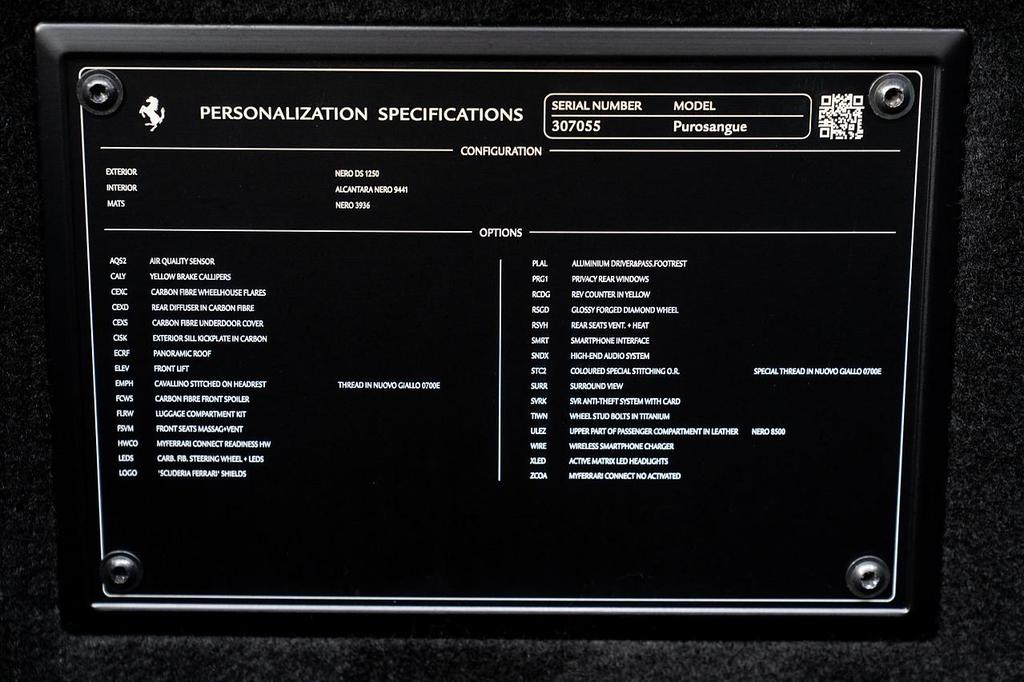 PERSONALIZATION SPECIFICATIONS
SERIAL NUMBER MODEL
307055 Purosangue
CONFIGURATION
EXTERIOR NERO DS 1250
INTERIOR ALCANTARA NERO 9441
MATS NERO 3936
OPTIONS
AQS2 AIR QUALITY SENSOR
CALY YELLOW BRAKE CALLIPERS
CEXC CARBON FIBRE WHEELHOUSE FLARES
CEXD REAR DIFFUSER IN CARBON FIBRE
CEXS CARBON FIBRE UNDERDOOR COVER
CISK EXTERIOR SILL KICKPLATE IN CARBON
ECRF PANORAMIC ROOF
ELEV FRONT LIFT
EMPH CAVALLINO STITCHED ON HEADREST THREAD IN NUOVO GIALLO 0700E
FCWS CARBON FIBRE FRONT SPOILER
FLRW LUGGAGE COMPARTMENT KIT
FSVM FRONT SEATS MASSAG+VENT
HWCO MYFERRARI CONNECT READINESS HW
LEDS CARB. FIB. STEERING WHEEL + LEDS
LOGO "SCUDERIA FERRARI" SHIELDS
PLAL ALUMINIUM DRIVER&PASS.FOOTREST
PRG1 PRIVACY REAR WINDOWS
RCDG REV COUNTER IN YELLOW
RSGD GLOSSY FORGED DIAMOND WHEEL
RSVH REAR SEATS VENT. + HEAT
SMRT SMARTPHONE INTERFACE
SNDX HIGH-END AUDIO SYSTEM
STC2 COLOURED SPECIAL STITCHING O.R. SPECIAL THREAD IN NUOVO GIALLO 0700E
SURR SURROUND VIEW
SVRK SVR ANTI-THEFT SYSTEM WITH CARD
TIWN WHEEL STUD BOLTS IN TITANIUM
ULEZ UPPER PART OF PASSENGER COMPARTMENT IN LEATHER NERO 8500
WIRE WIRELESS SMARTPHONE CHARGER
XLED ACTIVE MATRIX LED HEADLIGHTS
ZCOA MYFERRARI CONNECT NO ACTIVATED